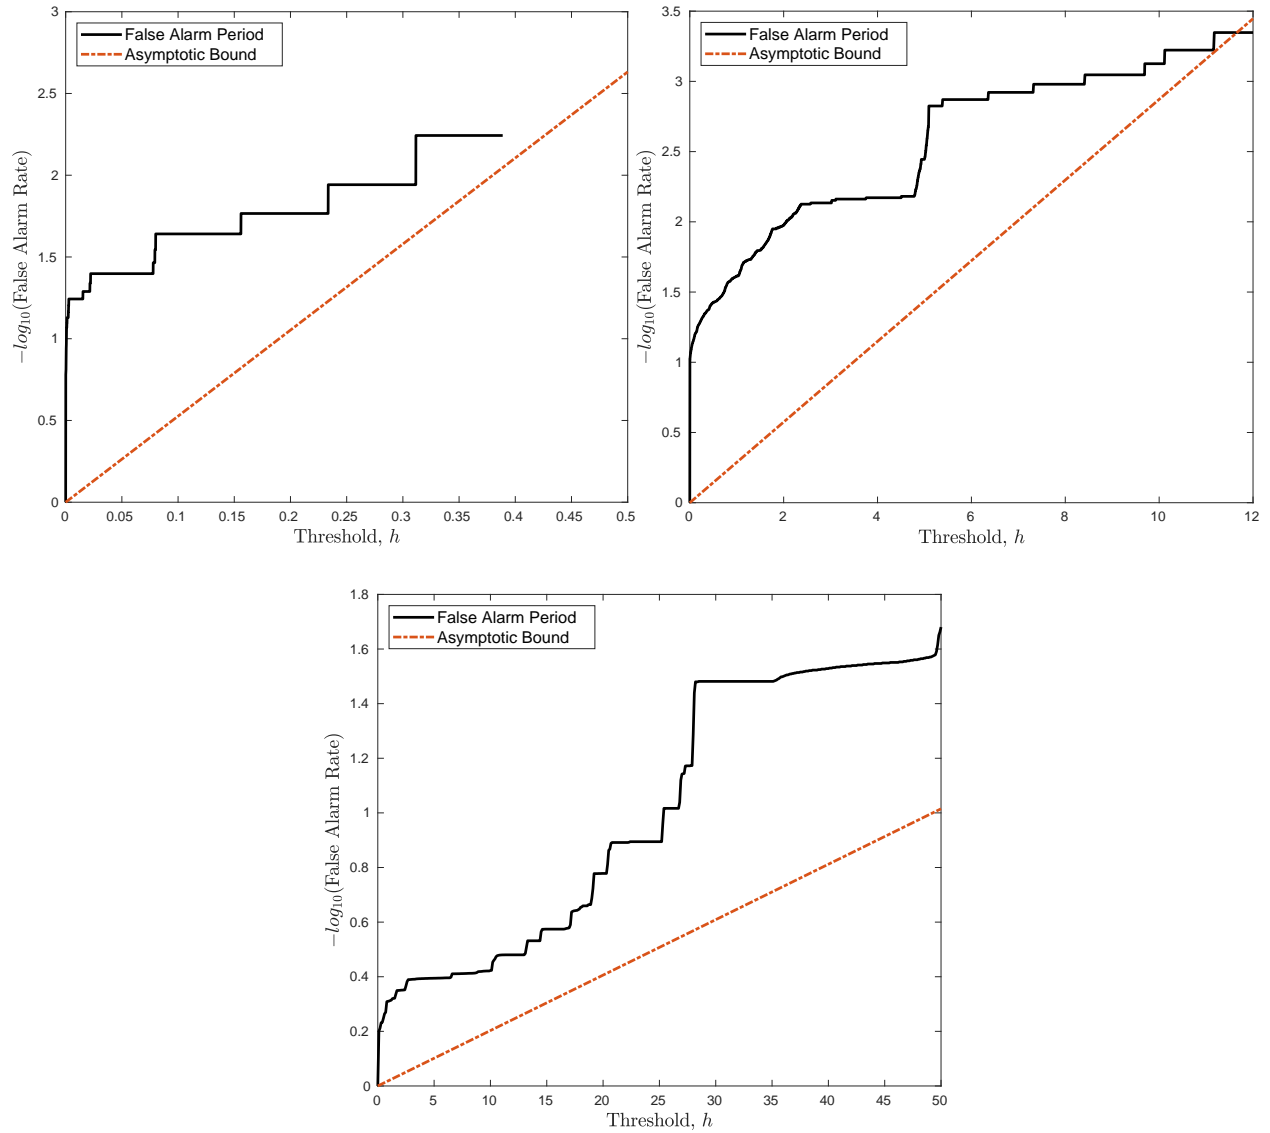 3
2.5
2
1.5
1
0.5
0
0 0.05 0.1 0.15 0.2 0.25 0.3 0.35 0.4 0.45 0.5
−log₁₀(False Alarm Rate)
Threshold, h
False Alarm Period
Asymptotic Bound
3.5
3
2.5
2
1.5
1
0.5
0
0 2 4 6 8 10 12
−log₁₀(False Alarm Rate)
Threshold, h
False Alarm Period
Asymptotic Bound
1.8
1.6
1.4
1.2
1
0.8
0.6
0.4
0.2
0
0 5 10 15 20 25 30 35 40 45 50
−log₁₀(False Alarm Rate)
Threshold, h
False Alarm Period
Asymptotic Bound